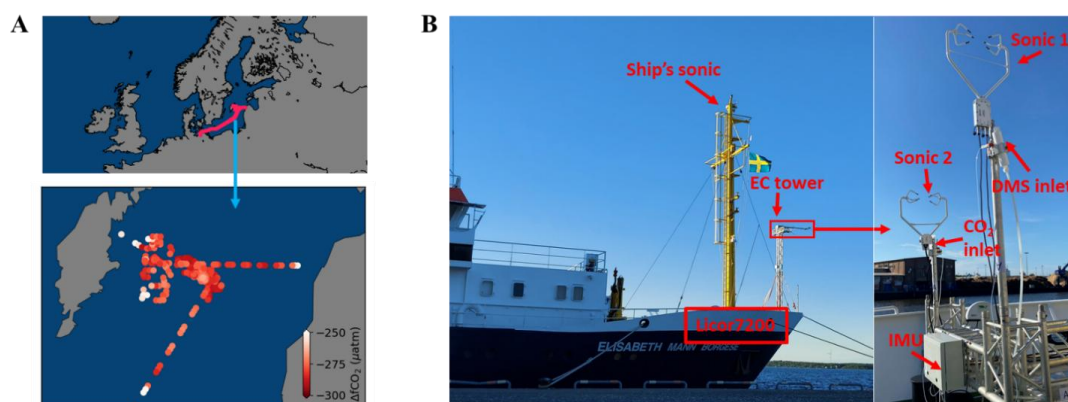 A
−250
−275
−300
ΔfCO₂ (μatm)
B
Ship's sonic
EC tower
Licor7200
ELISABETH MANN BORGESE
Sonic 1
Sonic 2
DMS inlet
CO₂
inlet
IMU